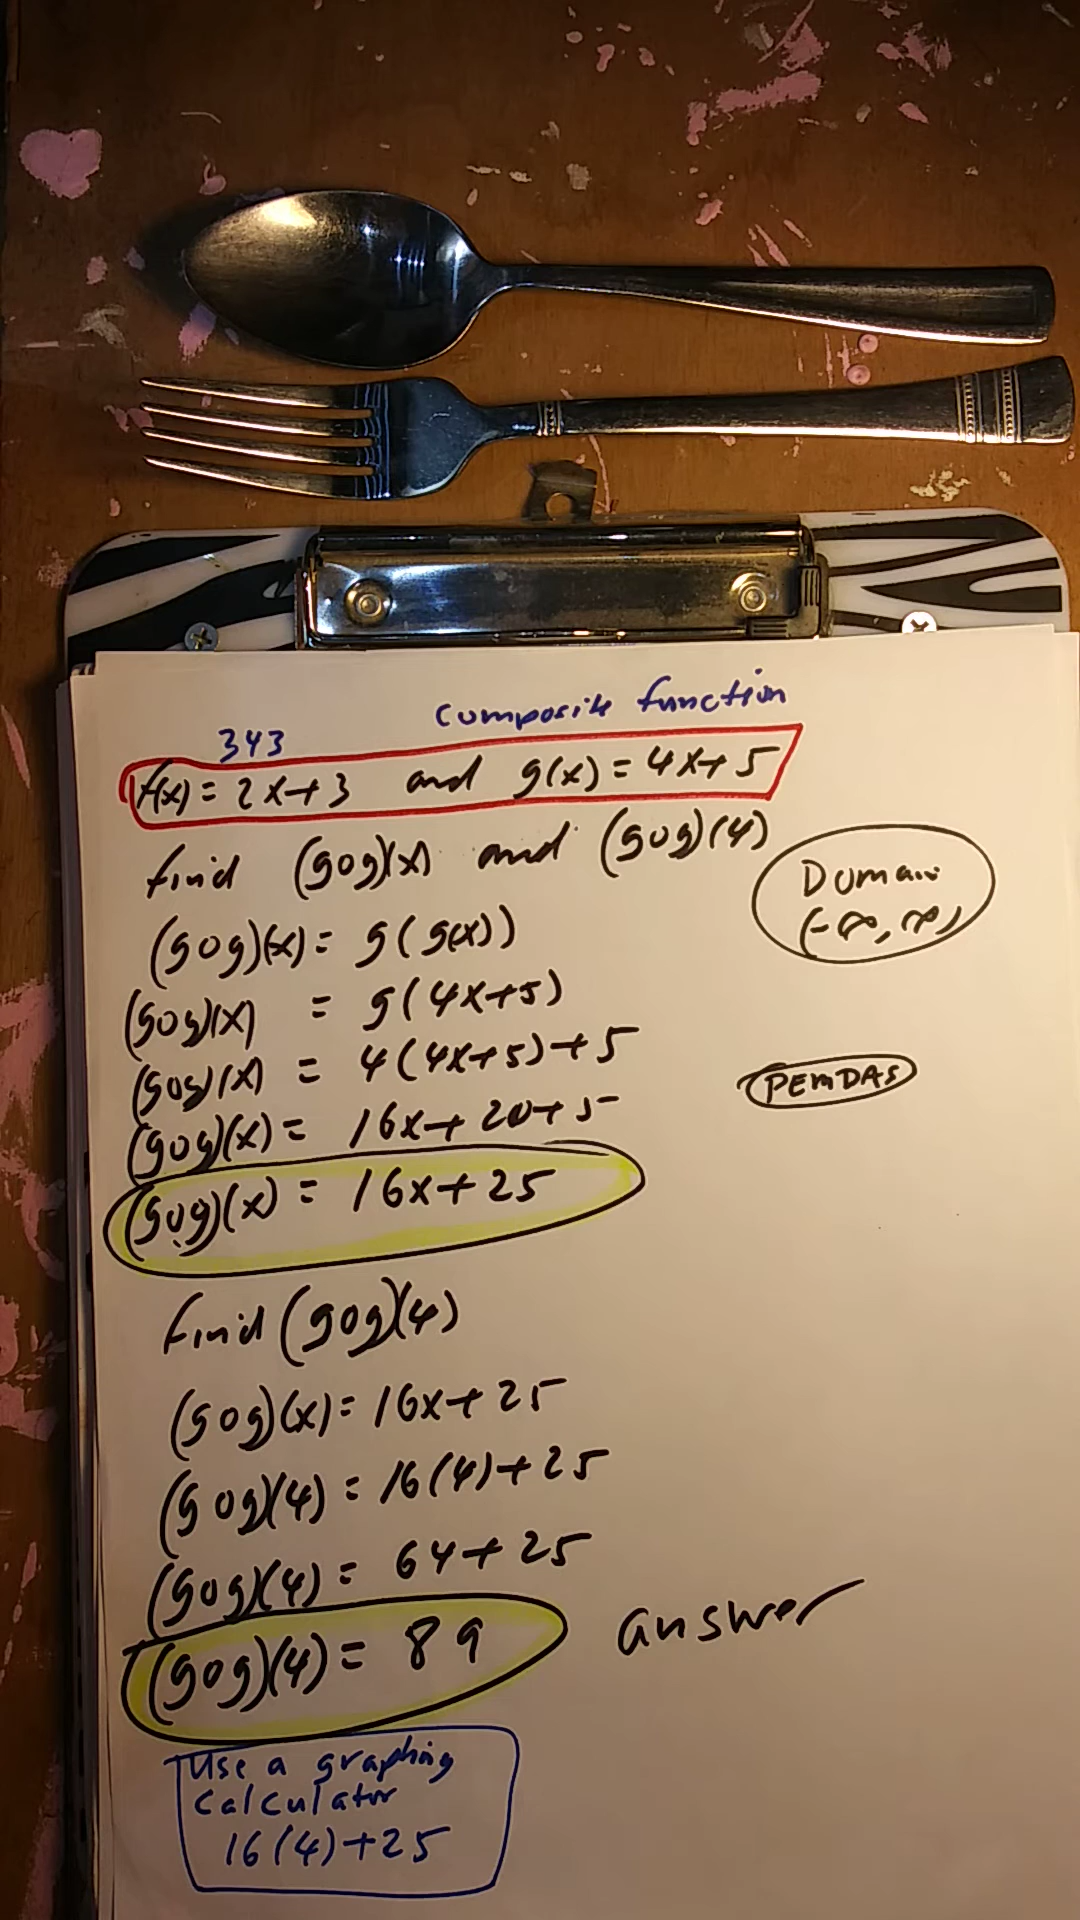 composite function
343
f(x) = 2x+3 and g(x) = 4x+5
find (gog)(x) and (gog)(4)
Domain
(-∞, ∞)
(gog)(x) = g(g(x))
(gog)(x) = g(4x+5)
(gog)(x) = 4(4x+5)+5
PEMDAS
(gog)(x) = 16x+20+5
(gog)(x) = 16x+25
find (gog)(4)
(gog)(x) = 16x+25
(gog)(4) = 16(4)+25
(gog)(4) = 64+25
(gog)(4) = 89 answer
Use a graphing
calculator
16(4)+25